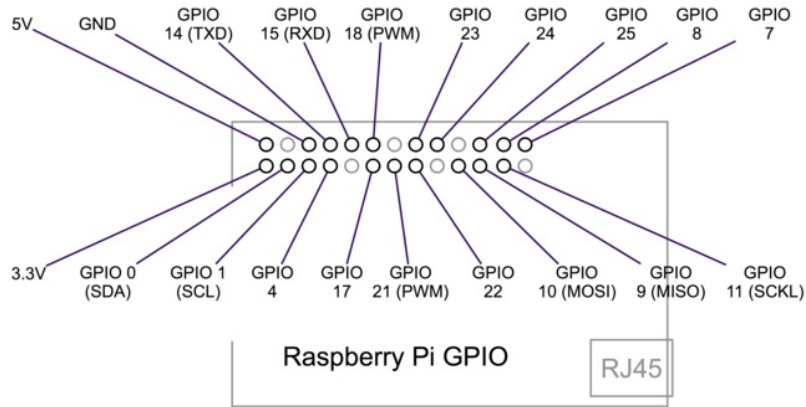 5V
GND
GPIO
14 (TXD)
GPIO
15 (RXD)
GPIO
18 (PWM)
GPIO
23
GPIO
24
GPIO
25
GPIO
8
GPIO
7
3.3V
GPIO 0
(SDA)
GPIO 1
(SCL)
GPIO
4
GPIO
17
GPIO
21 (PWM)
GPIO
22
GPIO
10 (MOSI)
GPIO
9 (MISO)
GPIO
11 (SCKL)
Raspberry Pi GPIO
RJ45